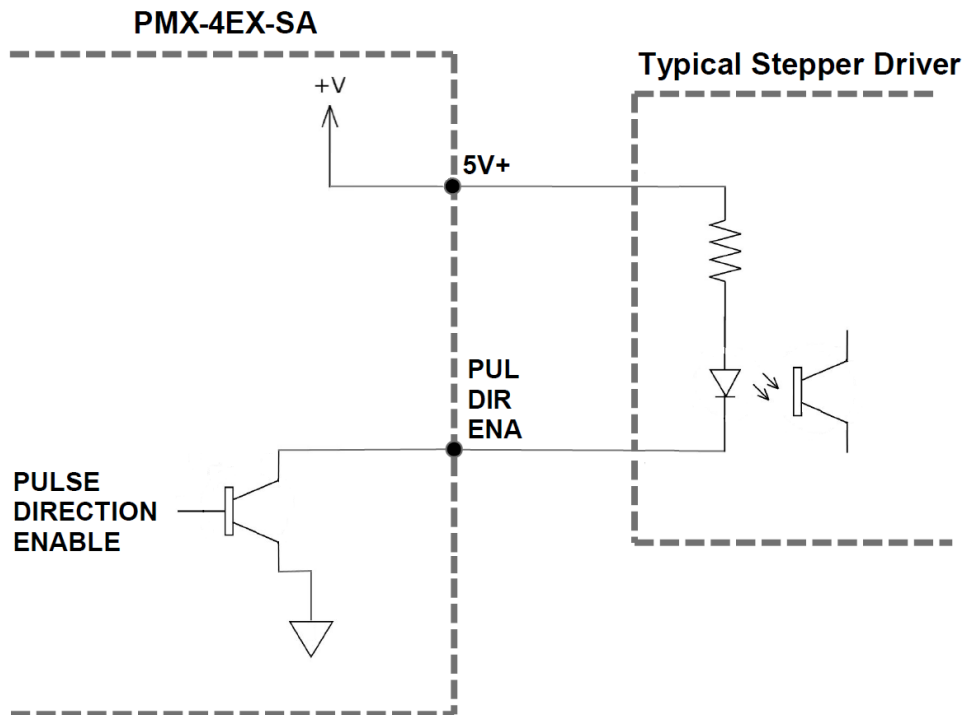 PMX-4EX-SA
Typical Stepper Driver
+V
5V+
PUL
DIR
ENA
PULSE
DIRECTION
ENABLE